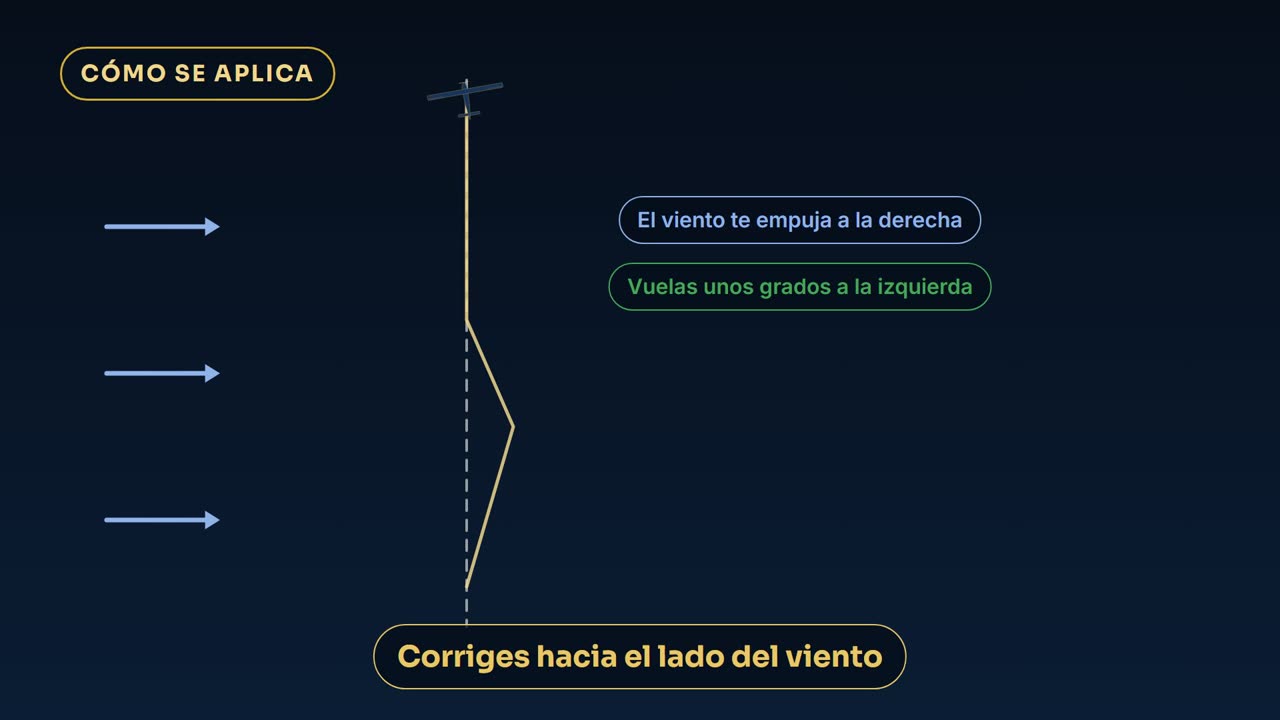 CÓMO SE APLICA
El viento te empuja a la derecha
Vuelas unos grados a la izquierda
Corriges hacia el lado del viento